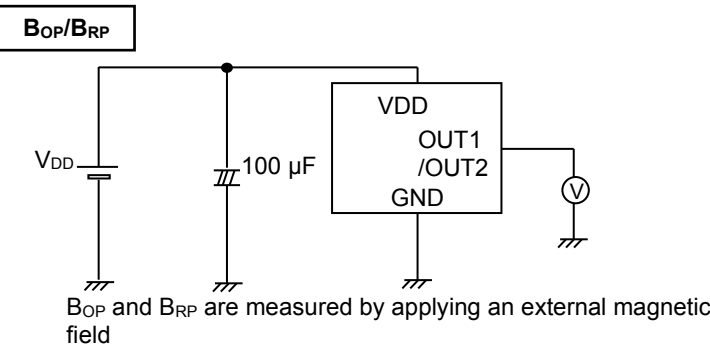 BOP/BRP
VDD
100 µF
VDD
OUT1
/OUT2
GND
V
BOP and BRP are measured by applying an external magnetic
field